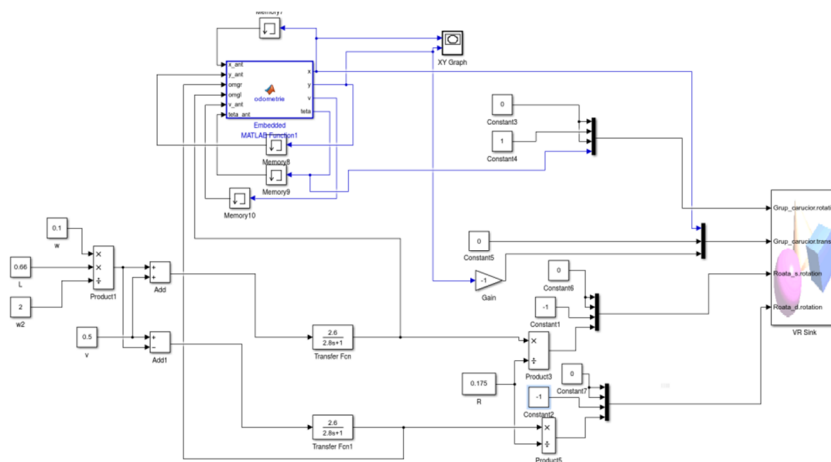 Memory7
x_ant
y_ant
omgr
omgl
v_ant
teta_ant
x
y
v
teta
odometrie
Embedded
MATLAB Function1
XY Graph
Memory8
Memory9
Memory10
0
Constant3
1
Constant4
0
Constant5
-1
Gain
0.1
w
0.66
L
2
w2
×
×
÷
Product1
0.5
v
+
+
Add
+
−
Add1
2.6
2.8s+1
Transfer Fcn
2.6
2.8s+1
Transfer Fcn1
0
Constant6
-1
Constant1
×
÷
Product3
0.175
R
0
Constant7
-1
Constant2
×
÷
Product5
Grup_carucior.rotati
Grup_carucior.trans
Roata_s.rotation
Roata_d.rotation
VR Sink